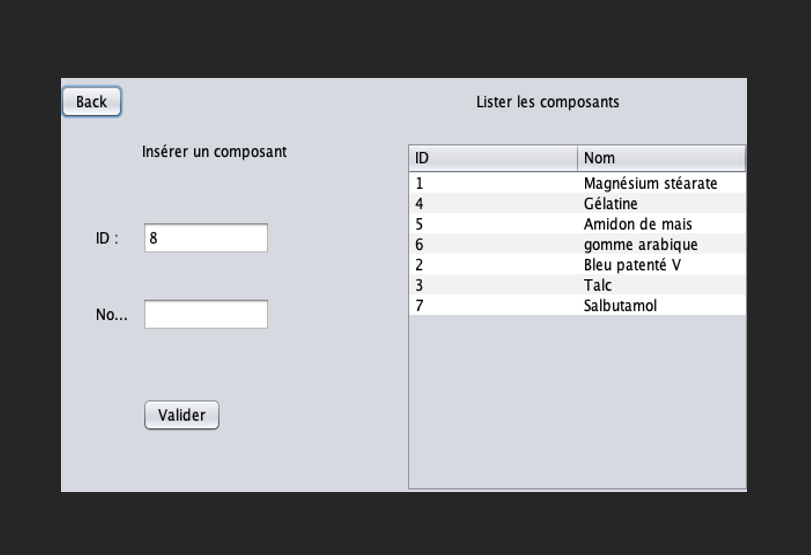 Back
Lister les composants
Insérer un composant
ID :
8
No...
Valider
ID Nom
1 Magnésium stéarate
4 Gélatine
5 Amidon de mais
6 gomme arabique
2 Bleu patenté V
3 Talc
7 Salbutamol